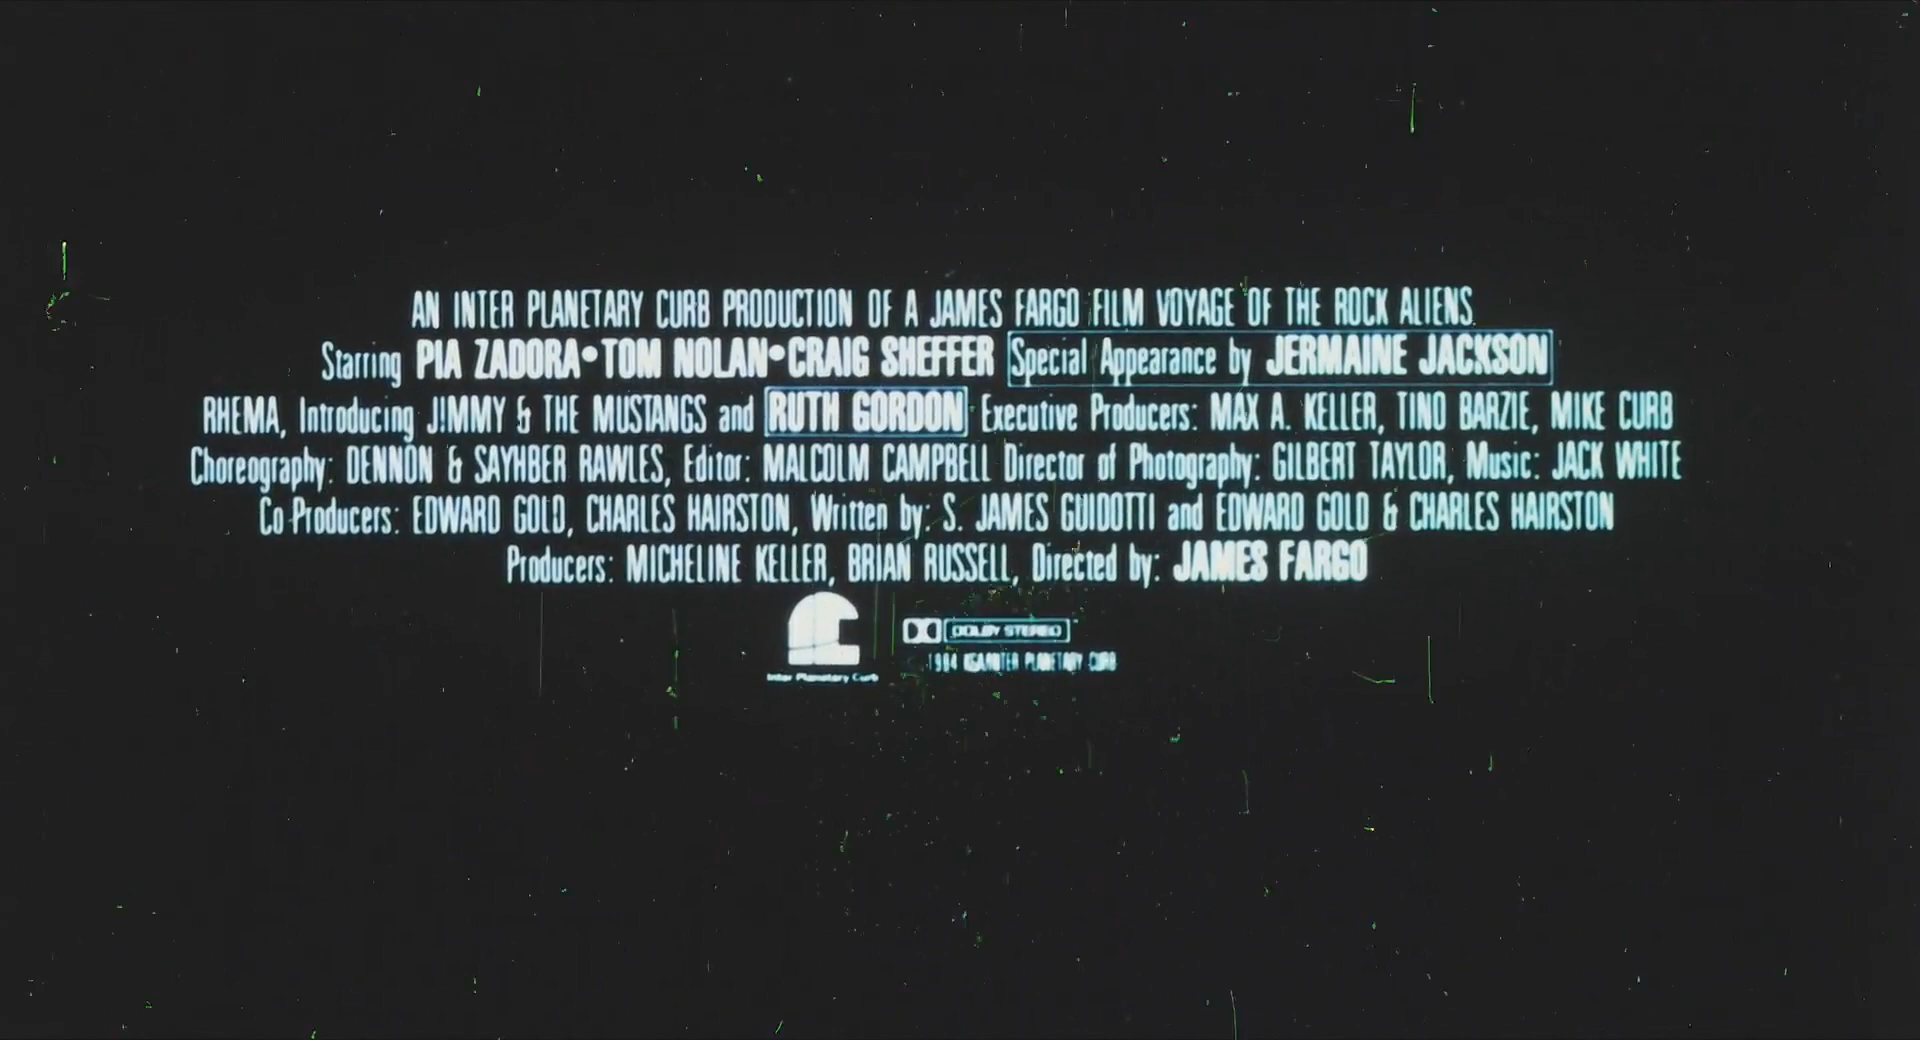 AN INTER PLANETARY CURB PRODUCTION OF A JAMES FARGO FILM VOYAGE OF THE ROCK ALIENS
Starring PIA ZADORA•TOM NOLAN•CRAIG SHEFFER Special Appearance by JERMAINE JACKSON
RHEMA, Introducing J!MMY & THE MUSTANGS and RUTH GORDON Executive Producers: MAX A. KELLER, TINO BARZIE, MIKE CURB
Choreography: DENNON & SAYHBER RAWLES, Editor: MALCOLM CAMPBELL Director of Photography: GILBERT TAYLOR, Music: JACK WHITE
Co-Producers: EDWARD GOLD, CHARLES HAIRSTON, Written by: S. JAMES GUIDOTTI and EDWARD GOLD & CHARLES HAIRSTON
Producers: MICHELINE KELLER, BRIAN RUSSELL, Directed by: JAMES FARGO
DOLBY STEREO
Inter Planetary Curb
1984 PLANETARY CURB